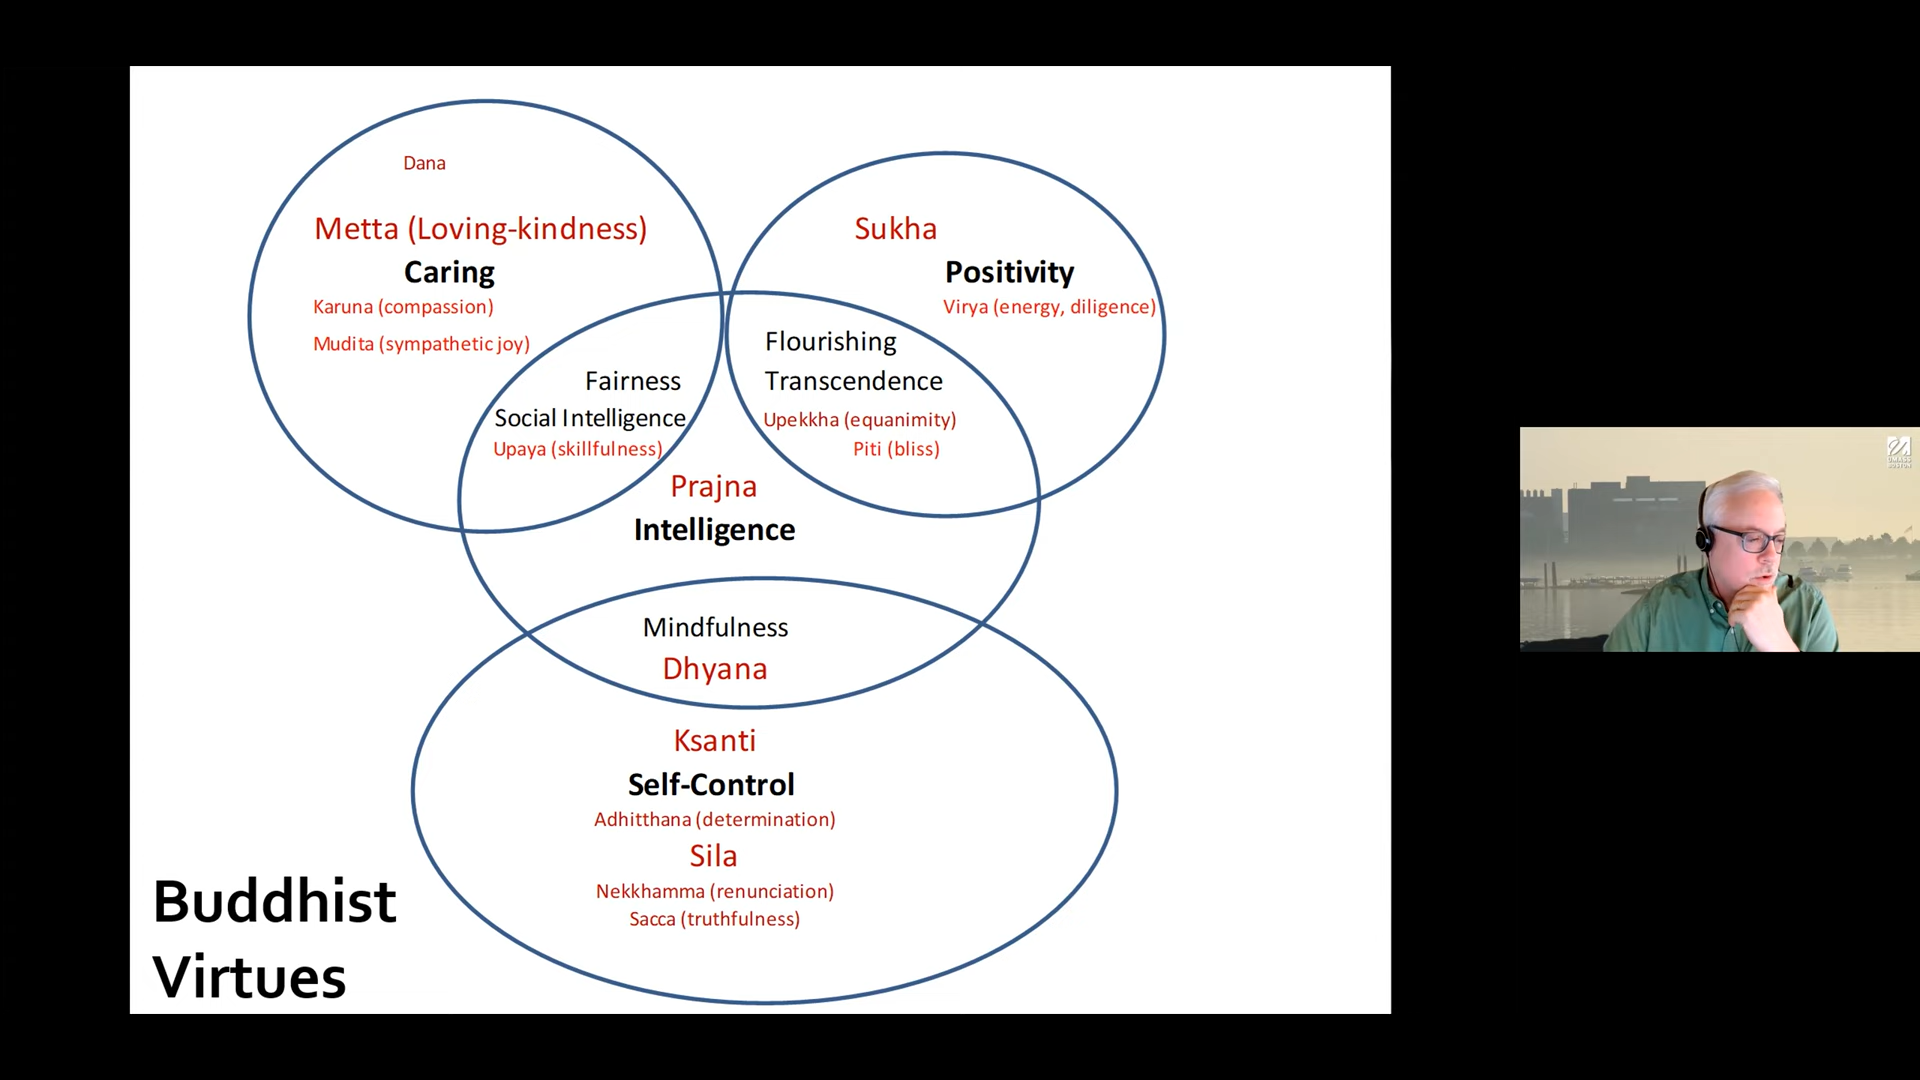 Dana
Metta (Loving-kindness)
Caring
Karuna (compassion)
Mudita (sympathetic joy)
Sukha
Positivity
Virya (energy, diligence)
Fairness
Social Intelligence
Upaya (skillfulness)
Flourishing
Transcendence
Upekkha (equanimity)
Piti (bliss)
Prajna
Intelligence
Mindfulness
Dhyana
Ksanti
Self-Control
Adhitthana (determination)
Sila
Nekkhamma (renunciation)
Sacca (truthfulness)
Buddhist
Virtues
UMASS
BOSTON